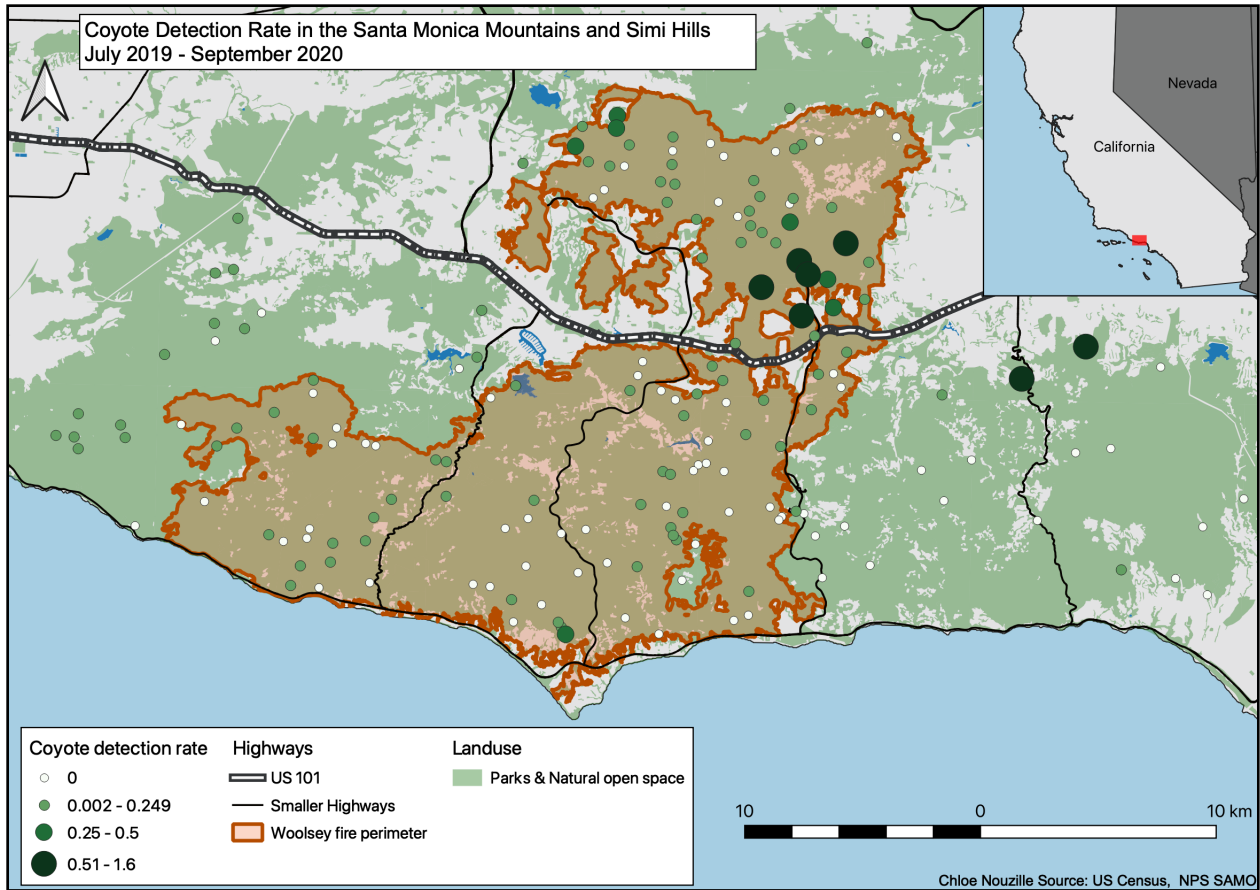 Coyote Detection Rate in the Santa Monica Mountains and Simi Hills
July 2019 - September 2020
Nevada
California
Coyote detection rate
0
0.002 - 0.249
0.25 - 0.5
0.51 - 1.6
Highways
US 101
Smaller Highways
Woolsey fire perimeter
Landuse
Parks & Natural open space
10 0 10 km
Chloe Nouzille Source: US Census, NPS SAMO